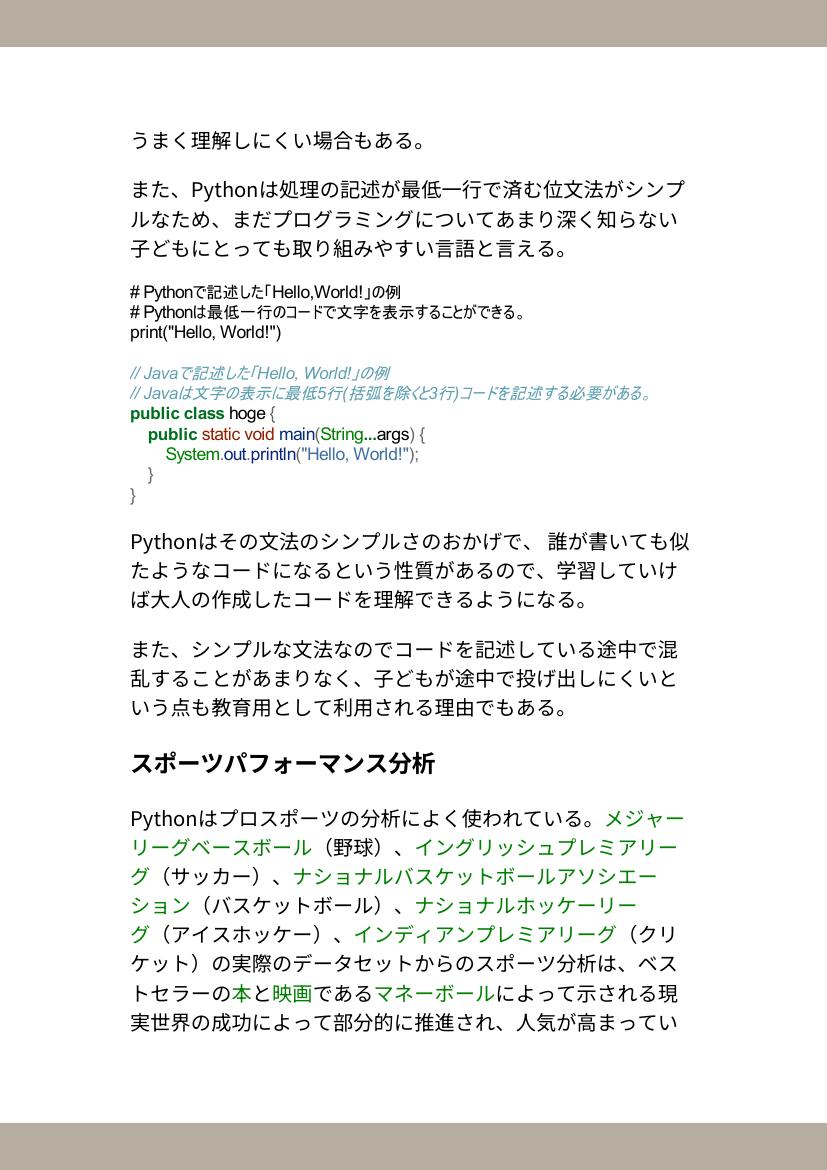 うまく理解しにくい場合もある。
また、Pythonは処理の記述が最低一行で済む位文法がシンプ
ルなため、まだプログラミングについてあまり深く知らない
子どもにとっても取り組みやすい言語と言える。
# Pythonで記述した「Hello,World!」の例
# Pythonは最低一行のコードで文字を表示することができる。
print("Hello, World!")
// Javaで記述した「Hello, World!」の例
// Javaは文字の表示に最低5行(括弧を除くと3行)コードを記述する必要がある。
public class hoge {
    public static void main(String...args) {
        System.out.println("Hello, World!");
    }
}
Pythonはその文法のシンプルさのおかげで、 誰が書いても似
たようなコードになるという性質があるので、学習していけ
ば大人の作成したコードを理解できるようになる。
また、シンプルな文法なのでコードを記述している途中で混
乱することがあまりなく、子どもが途中で投げ出しにくいと
いう点も教育用として利用される理由でもある。
スポーツパフォーマンス分析
Pythonはプロスポーツの分析によく使われている。メジャー
リーグベースボール（野球）、イングリッシュプレミアリー
グ（サッカー）、ナショナルバスケットボールアソシエー
ション（バスケットボール）、ナショナルホッケーリー
グ（アイスホッケー）、インディアンプレミアリーグ（クリ
ケット）の実際のデータセットからのスポーツ分析は、ベス
トセラーの本と映画であるマネーボールによって示される現
実世界の成功によって部分的に推進され、人気が高まってい